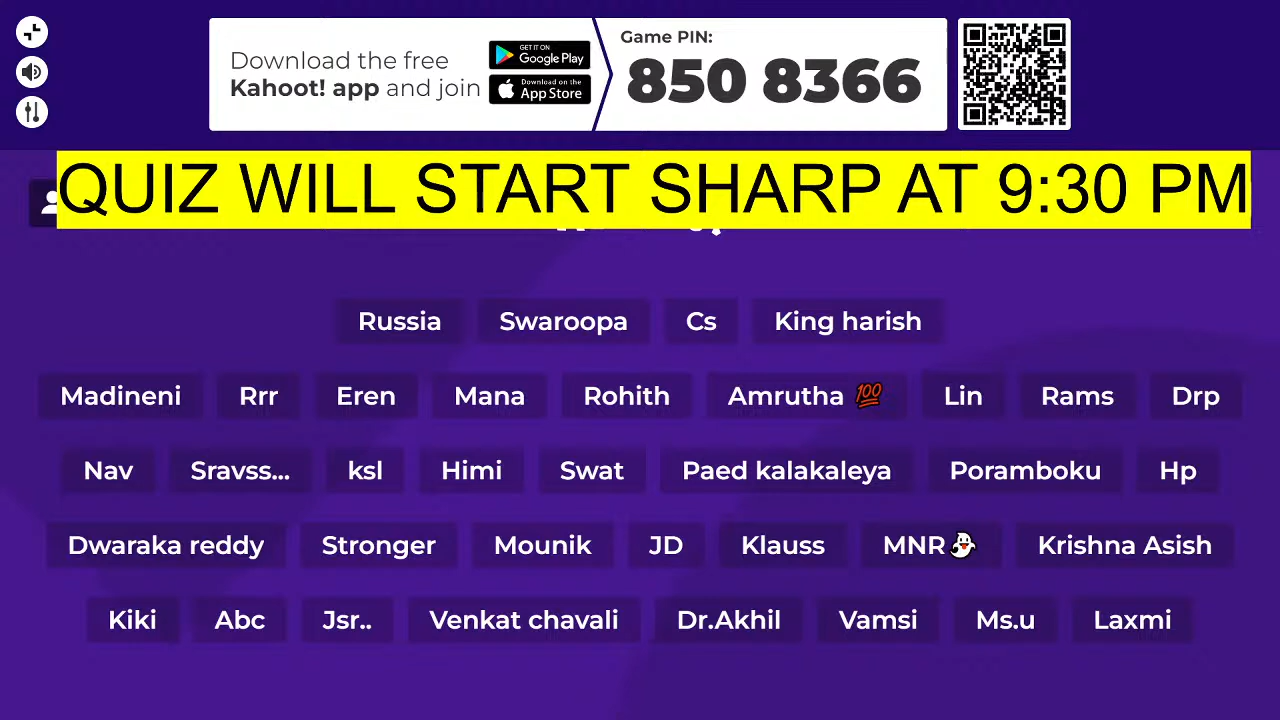 Download the free
Kahoot! app and join
GET IT ON
Google Play
Download on the
App Store
Game PIN:
850 8366
QUIZ WILL START SHARP AT 9:30 PM
Russia Swaroopa Cs King harish
Madineni Rrr Eren Mana Rohith Amrutha 💯 Lin Rams Drp
Nav Sravss... ksl Himi Swat Paed kalakaleya Poramboku Hp
Dwaraka reddy Stronger Mounik JD Klauss MNR👻 Krishna Asish
Kiki Abc Jsr.. Venkat chavali Dr.Akhil Vamsi Ms.u Laxmi